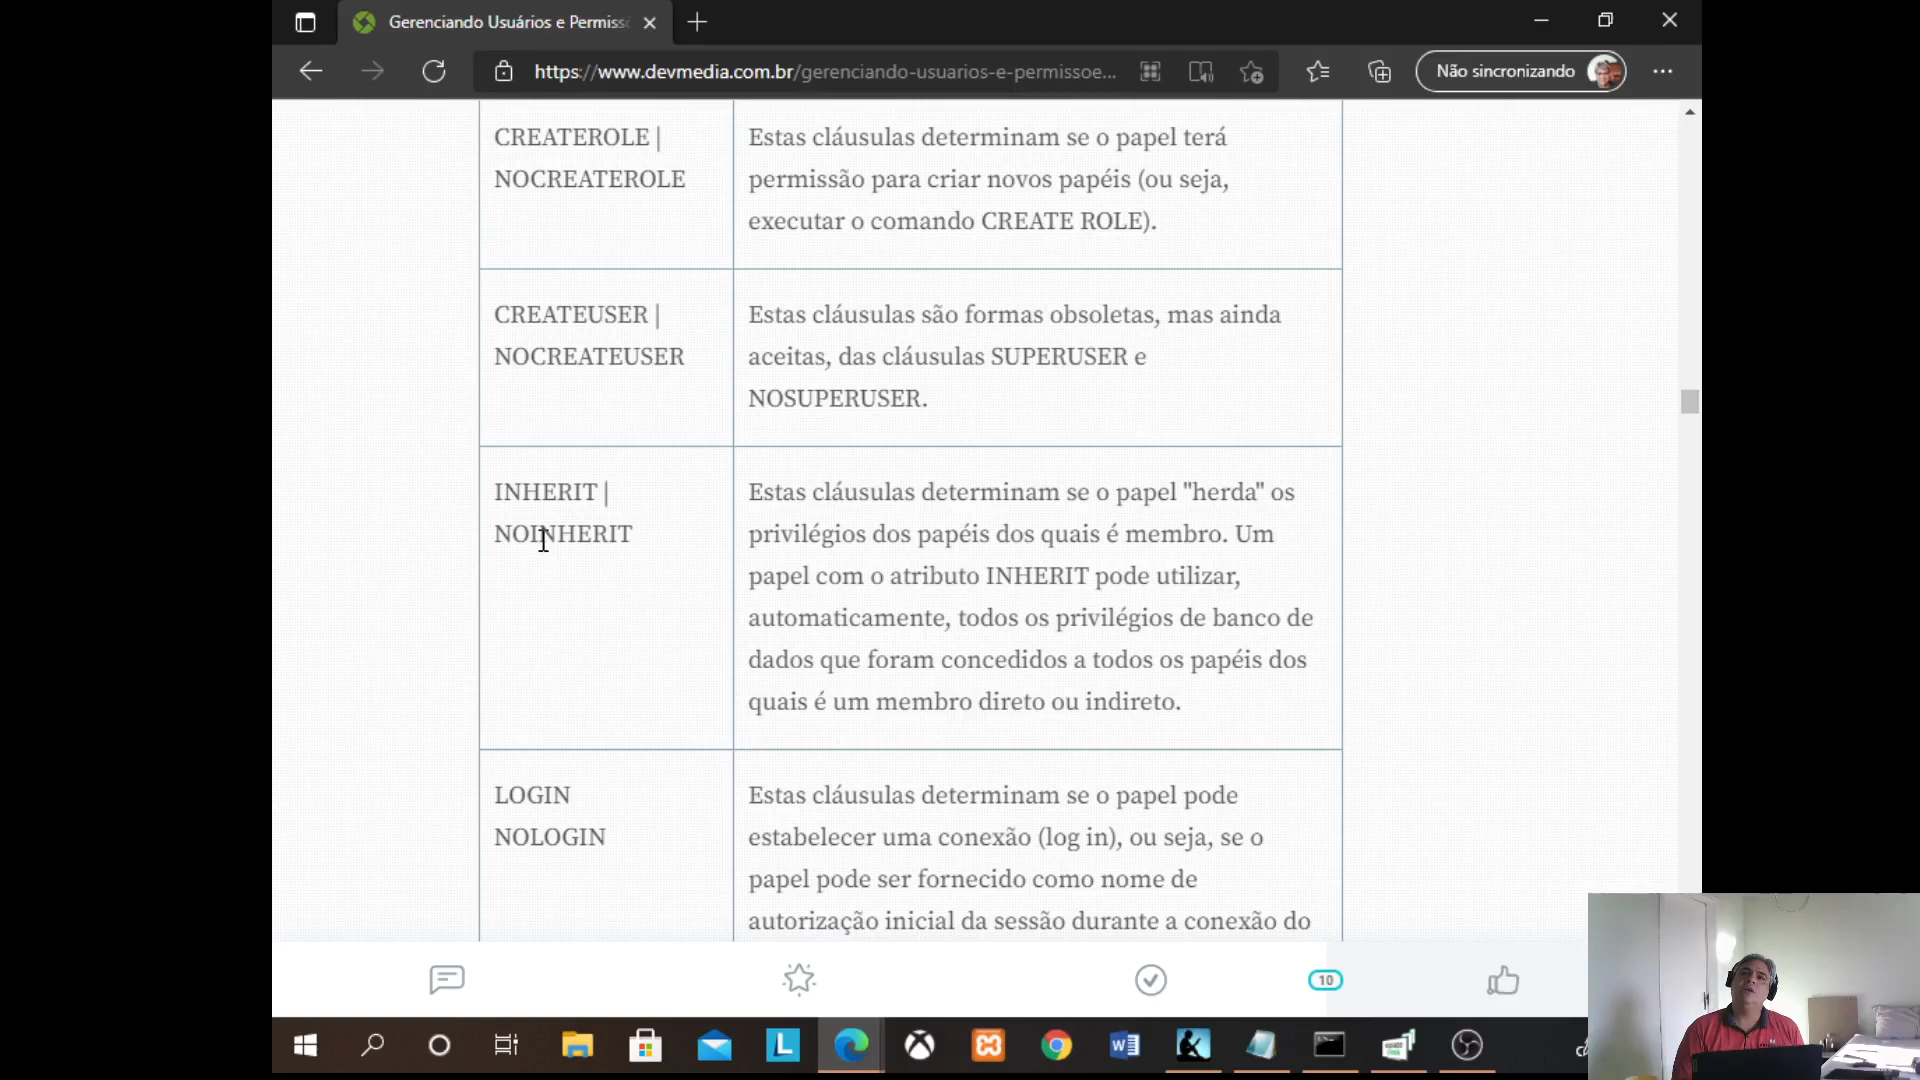 Gerenciando Usuários e Permiss
https://www.devmedia.com.br/gerenciando-usuarios-e-permissoe...
Não sincronizando
CREATEROLE |
NOCREATEROLE
Estas cláusulas determinam se o papel terá
permissão para criar novos papéis (ou seja,
executar o comando CREATE ROLE).
CREATEUSER |
NOCREATEUSER
Estas cláusulas são formas obsoletas, mas ainda
aceitas, das cláusulas SUPERUSER e
NOSUPERUSER.
INHERIT |
NOINHERIT
Estas cláusulas determinam se o papel "herda" os
privilégios dos papéis dos quais é membro. Um
papel com o atributo INHERIT pode utilizar,
automaticamente, todos os privilégios de banco de
dados que foram concedidos a todos os papéis dos
quais é um membro direto ou indireto.
LOGIN
NOLOGIN
Estas cláusulas determinam se o papel pode
estabelecer uma conexão (log in), ou seja, se o
papel pode ser fornecido como nome de
autorização inicial da sessão durante a conexão do
10
L